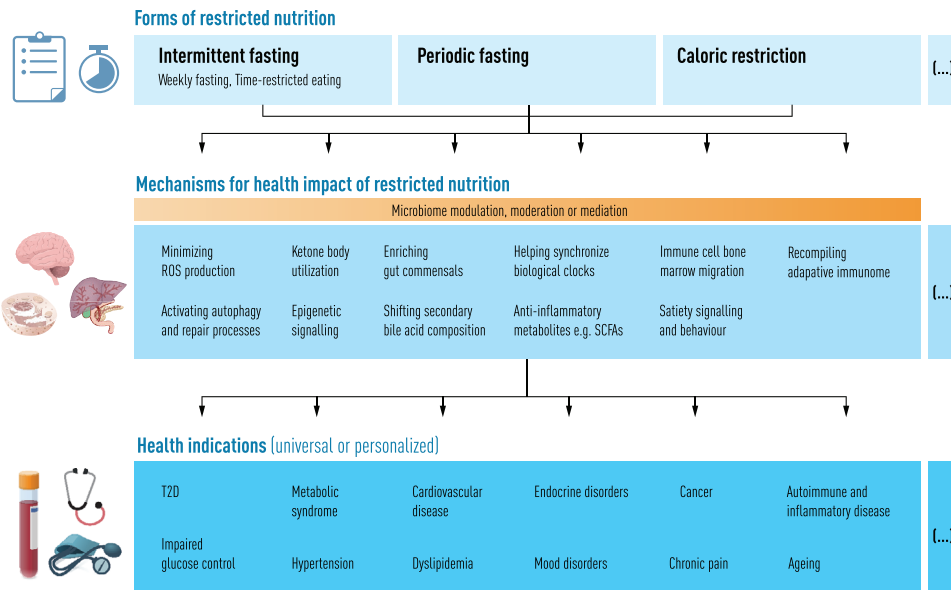 Forms of restricted nutrition
Intermittent fasting
Weekly fasting, Time-restricted eating
Periodic fasting
Caloric restriction
(...)
Mechanisms for health impact of restricted nutrition
Microbiome modulation, moderation or mediation
Minimizing
ROS production
Ketone body
utilization
Enriching
gut commensals
Helping synchronize
biological clocks
Immune cell bone
marrow migration
Recompiling
adapative immunome
(...)
Activating autophagy
and repair processes
Epigenetic
signalling
Shifting secondary
bile acid composition
Anti-inflammatory
metabolites e.g. SCFAs
Satiety signalling
and behaviour
Health indications (universal or personalized)
T2D
Metabolic
syndrome
Cardiovascular
disease
Endocrine disorders
Cancer
Autoimmune and
inflammatory disease
(...)
Impaired
glucose control
Hypertension
Dyslipidemia
Mood disorders
Chronic pain
Ageing